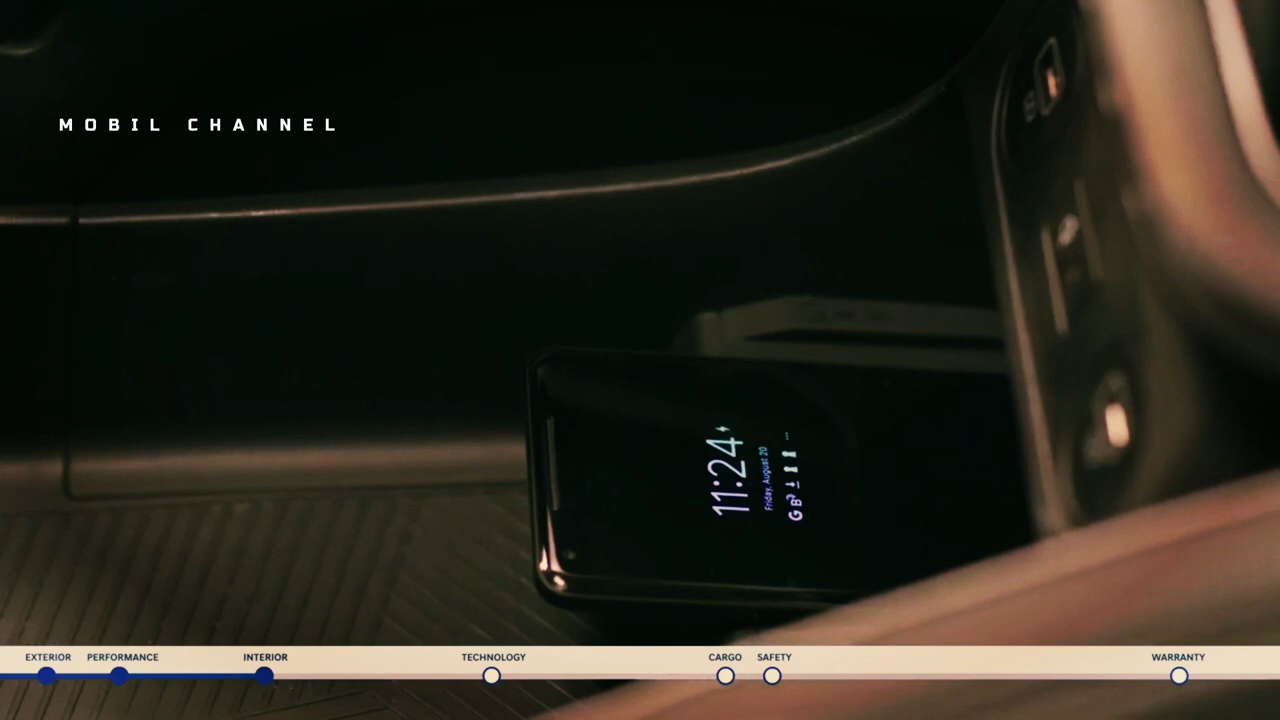 MOBIL CHANNEL
11:24
Friday, August 20
EXTERIOR PERFORMANCE INTERIOR TECHNOLOGY CARGO SAFETY WARRANTY